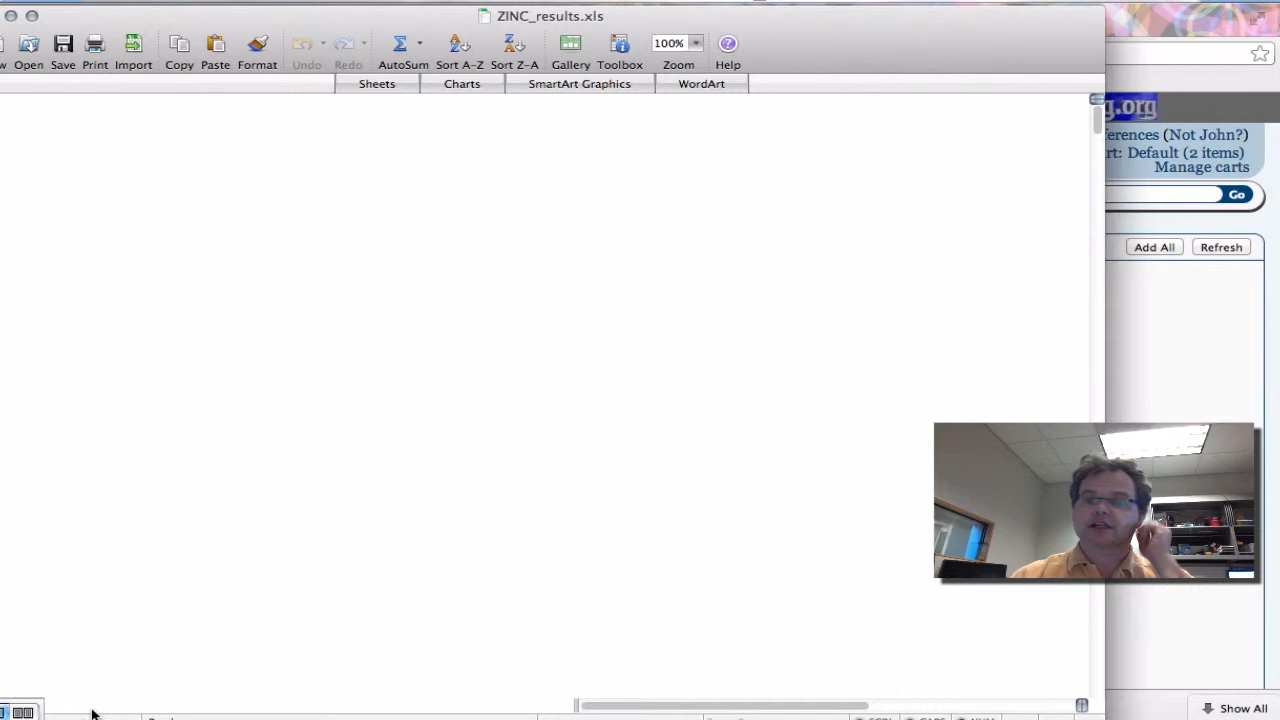 ZINC_results.xls
Open Save Print Import Copy Paste Format Undo Redo AutoSum Sort A-Z Sort Z-A Gallery Toolbox Zoom Help
100%
Sheets Charts SmartArt Graphics WordArt
g.org
ferences (Not John?)
rt: Default (2 items)
Manage carts
Go
Add All Refresh
Show All